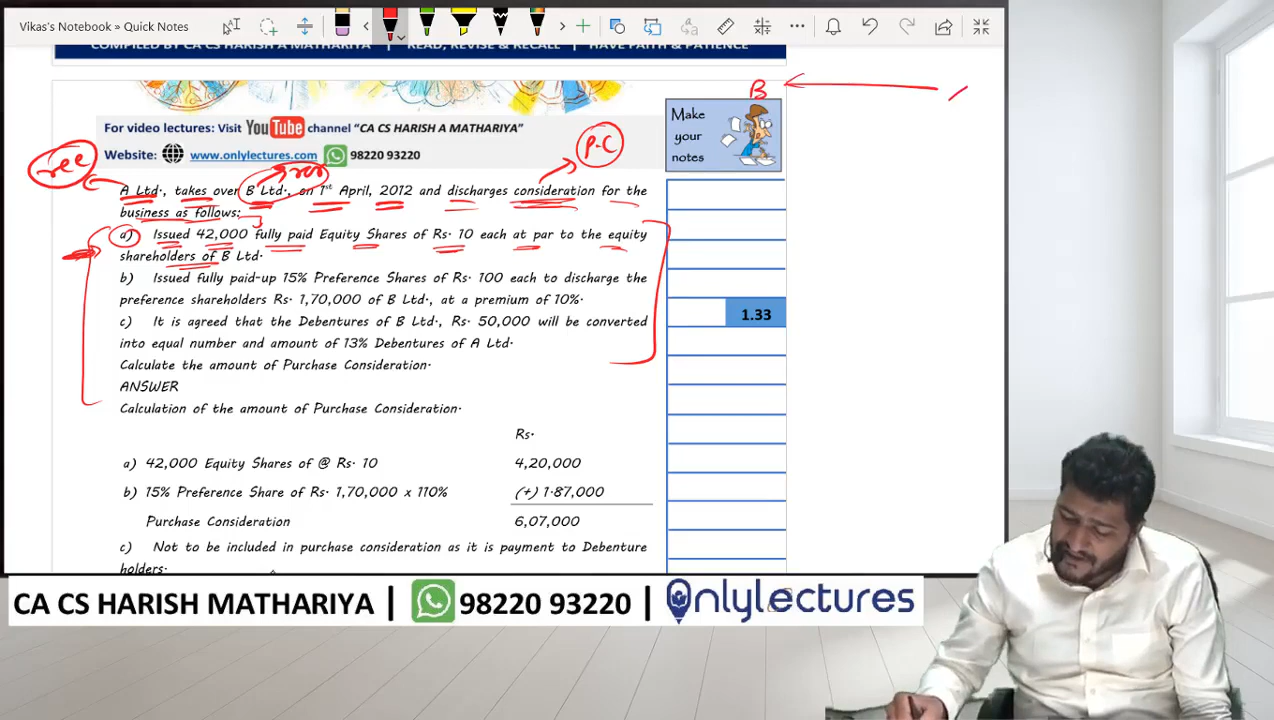 Vikas's Notebook » Quick Notes
COMPILED BY CA CS HARISH A MATHARIYA | READ, REVISE & RECALL | HAVE FAITH & PATIENCE
B
For video lectures: Visit YouTube channel "CA CS HARISH A MATHARIYA"
Website: www.onlylectures.com 98220 93220
Make
your
notes
P.C
A Ltd., takes over B Ltd., on 1st April, 2012 and discharges consideration for the
business as follows:
a) Issued 42,000 fully paid Equity Shares of Rs. 10 each at par to the equity
shareholders of B Ltd.
b) Issued fully paid-up 15% Preference Shares of Rs. 100 each to discharge the
preference shareholders Rs. 1,70,000 of B Ltd., at a premium of 10%.
c) It is agreed that the Debentures of B Ltd., Rs. 50,000 will be converted
into equal number and amount of 13% Debentures of A Ltd.
1.33
Calculate the amount of Purchase Consideration.
ANSWER
Calculation of the amount of Purchase Consideration.
Rs.
a) 42,000 Equity Shares of @ Rs. 10 4,20,000
b) 15% Preference Share of Rs. 1,70,000 x 110% (+) 1.87,000
Purchase Consideration 6,07,000
c) Not to be included in purchase consideration as it is payment to Debenture
holders.
CA CS HARISH MATHARIYA | 98220 93220 | Onlylectures